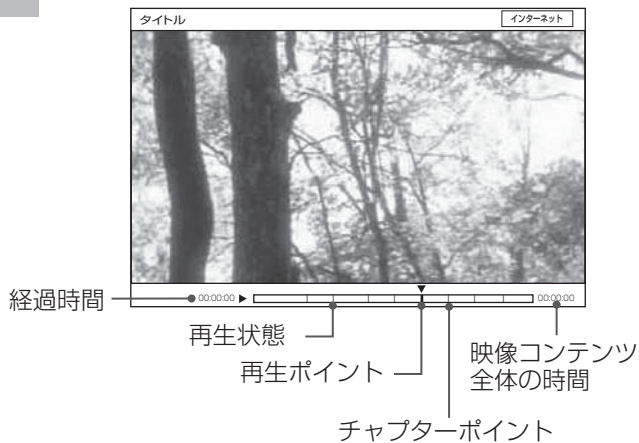 タイトル
インターネット
経過時間
00:00:00
00:00:00
再生状態
再生ポイント
映像コンテンツ
全体の時間
チャプターポイント